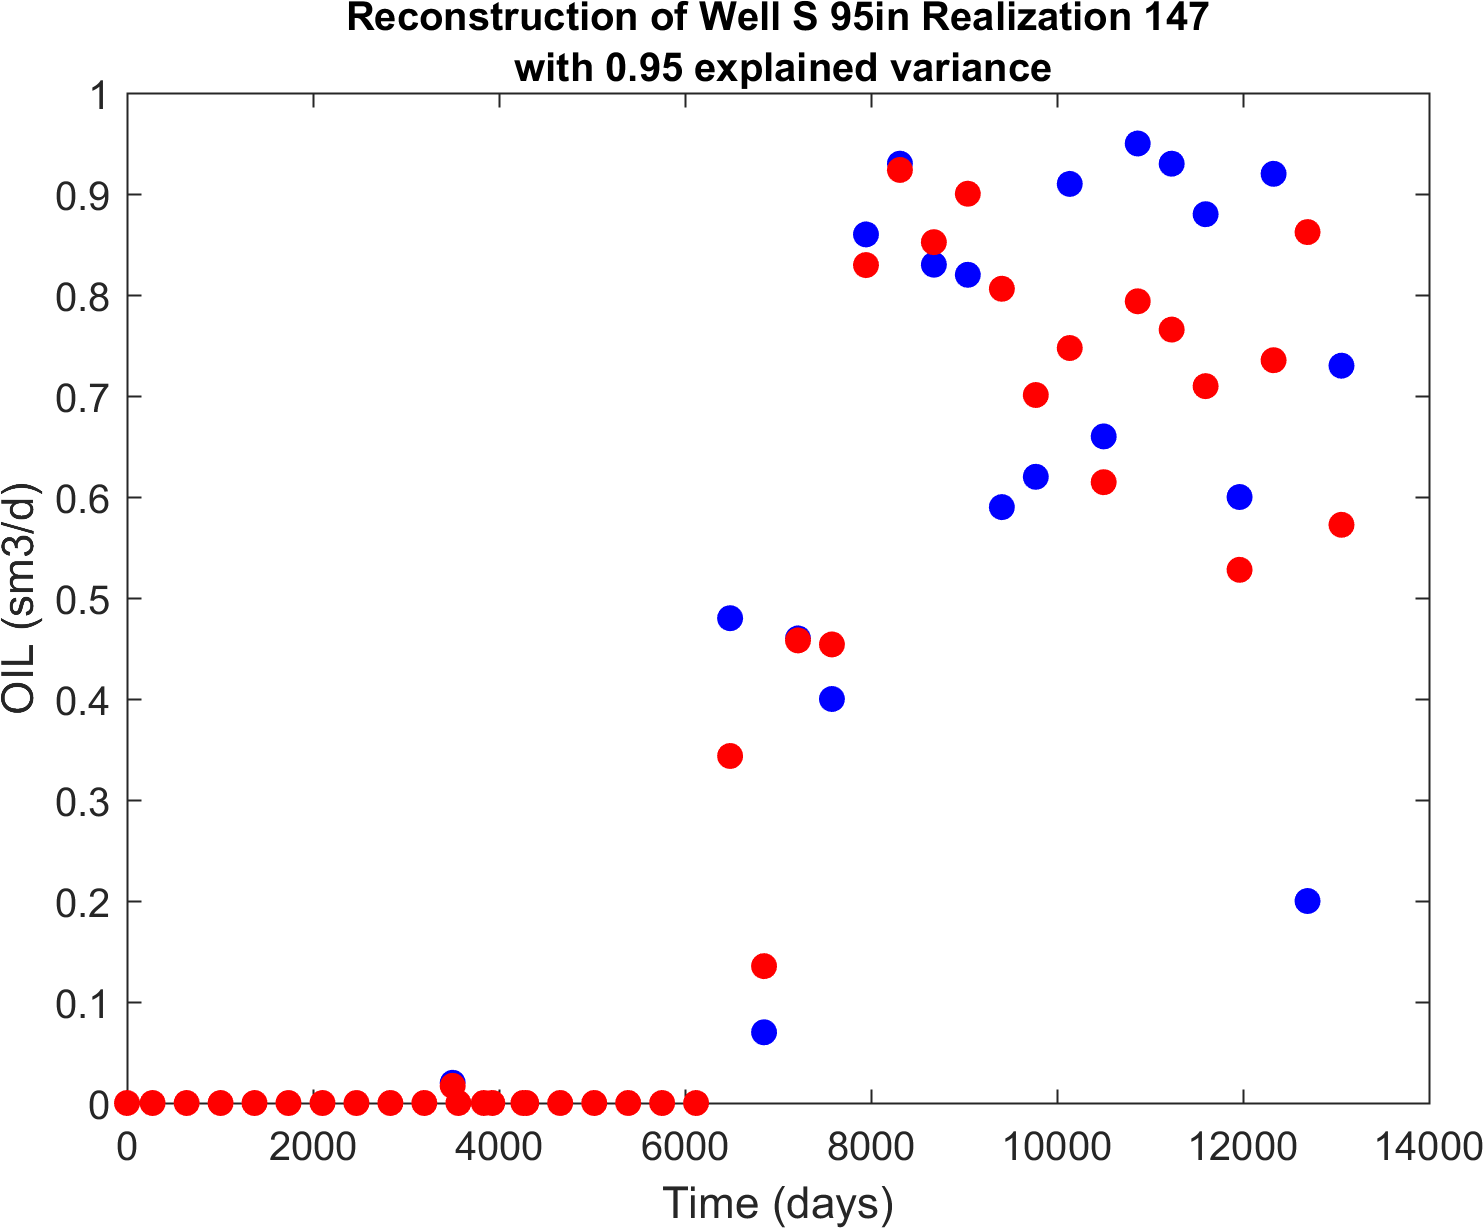 Reconstruction of Well S 95in Realization 147
with 0.95 explained variance
1
0.9
0.8
0.7
0.6
0.5
0.4
0.3
0.2
0.1
0
OIL (sm3/d)
0 2000 4000 6000 8000 10000 12000 14000
Time (days)